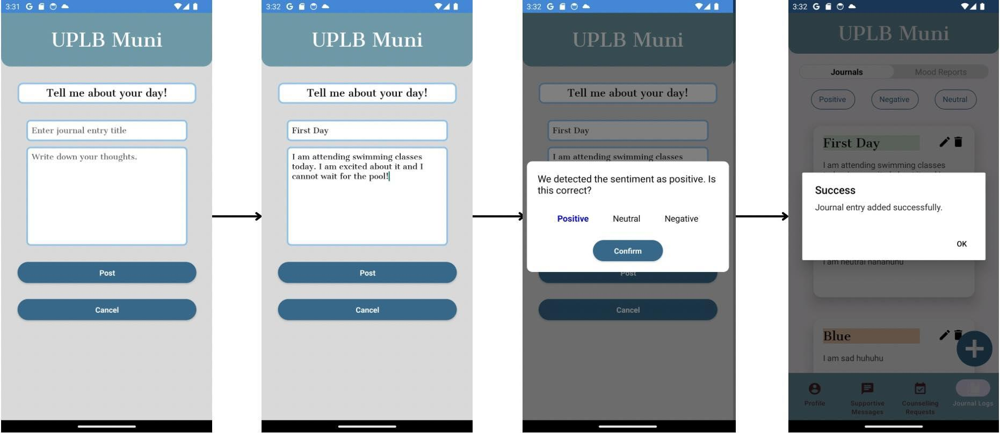 3:31
UPLB Muni
Tell me about your day!
Enter journal entry title
Write down your thoughts.
Post
Cancel
3:32
UPLB Muni
Tell me about your day!
First Day
I am attending swimming classes
today. I am excited about it and I
cannot wait for the pool!
Post
Cancel
3:32
UPLB Muni
Tell me about your day!
First Day
I am attending swimming classes
We detected the sentiment as positive. Is
this correct?
Positive Neutral Negative
Confirm
Post
Cancel
3:32
UPLB Muni
Journals Mood Reports
Positive Negative Neutral
First Day
I am attending swimming classes
Success
Journal entry added successfully.
OK
I am neutral
Blue
I am sad huhuhu
Profile
Supportive
Messages
Counselling
Requests
Journal Logs